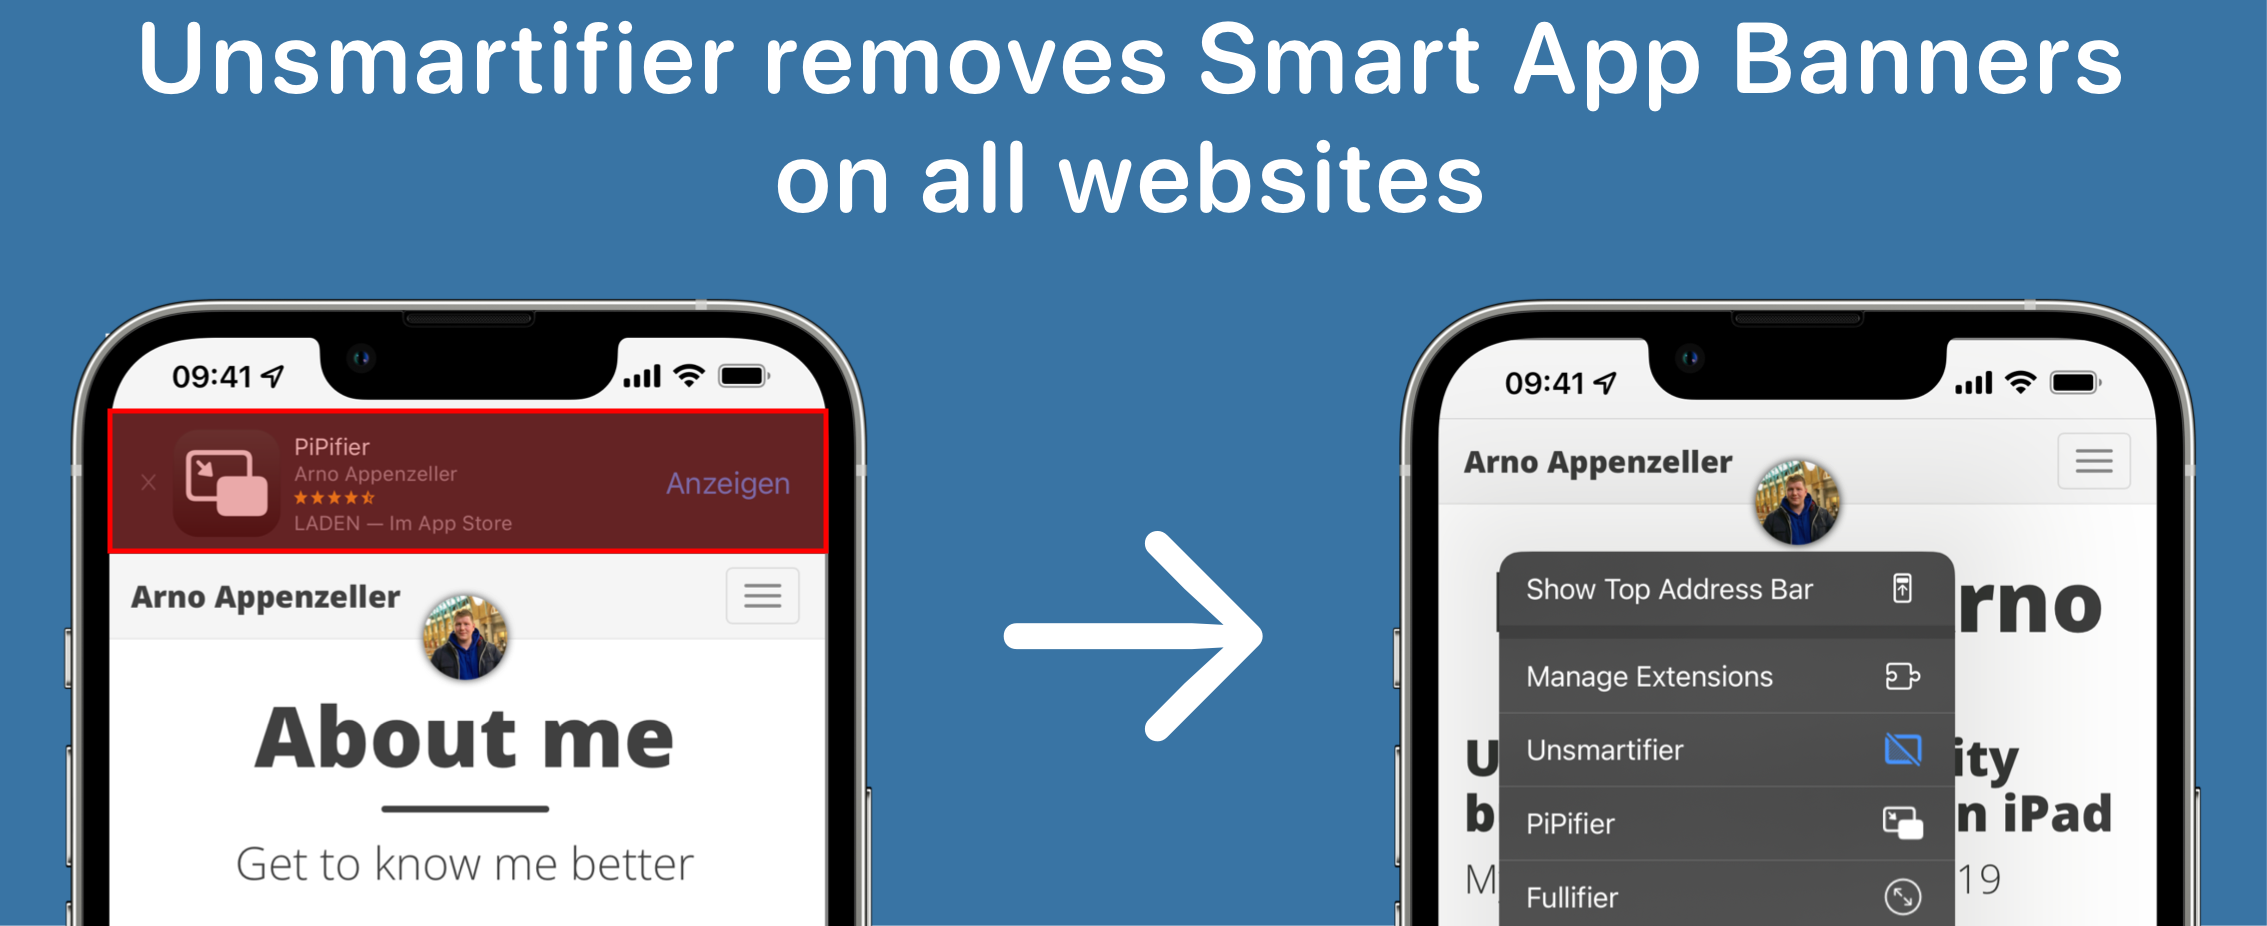 Unsmartifier removes Smart App Banners
on all websites
09:41
PiPifier
Arno Appenzeller
Anzeigen
LADEN — Im App Store
Arno Appenzeller
About me
Get to know me better
09:41
Arno Appenzeller
Show Top Address Bar
rno
Manage Extensions
Unsmartifier
U
ity
PiPifier
b
n iPad
Fullifier
M
19